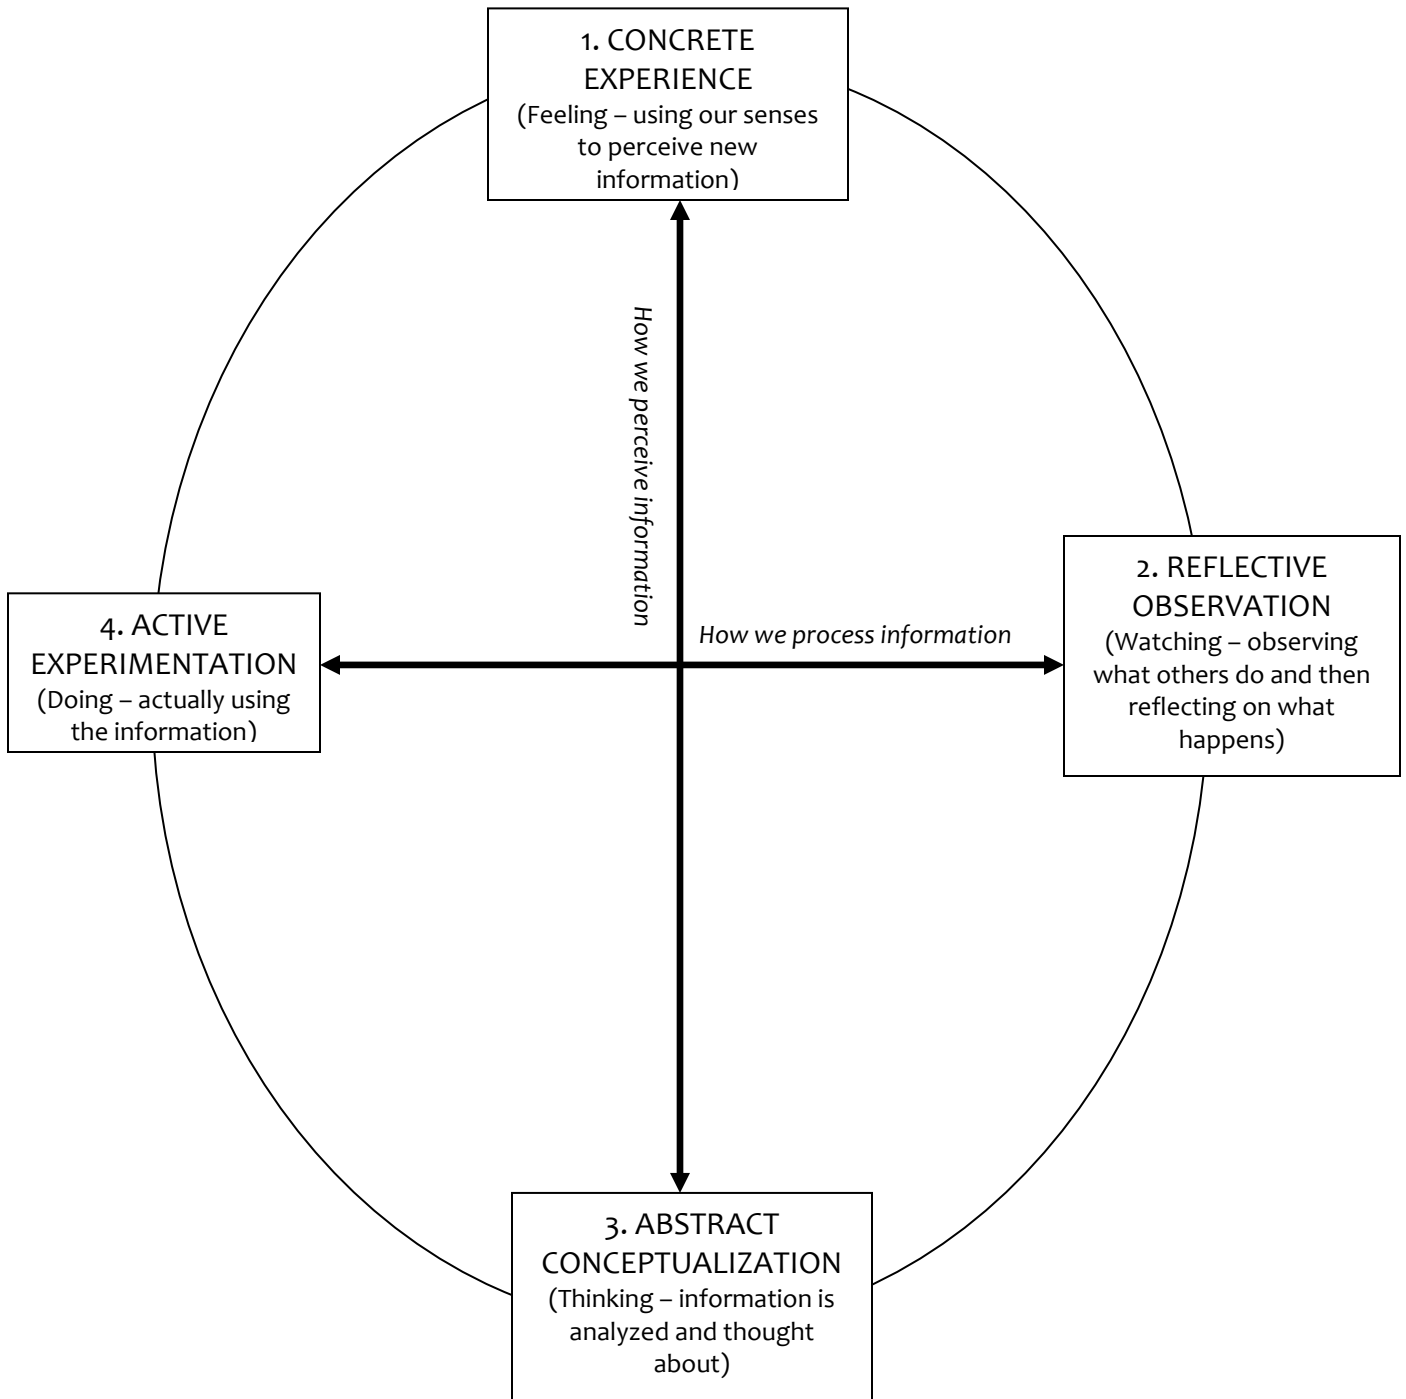 1. CONCRETE
EXPERIENCE
(Feeling – using our senses
to perceive new
information)
How we perceive information
How we process information
2. REFLECTIVE
OBSERVATION
(Watching – observing
what others do and then
reflecting on what
happens)
4. ACTIVE
EXPERIMENTATION
(Doing – actually using
the information)
3. ABSTRACT
CONCEPTUALIZATION
(Thinking – information is
analyzed and thought
about)